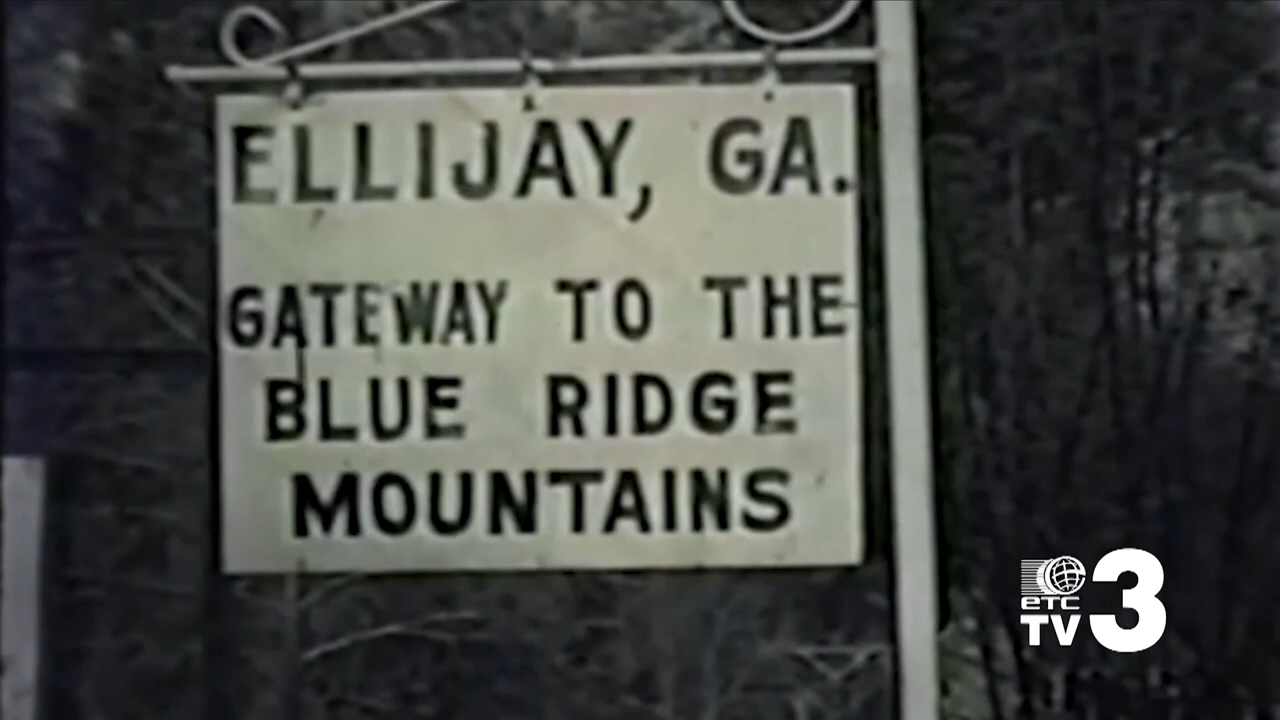 ELLIJAY, GA.
GATEWAY TO THE
BLUE RIDGE
MOUNTAINS
eTC
TV 3